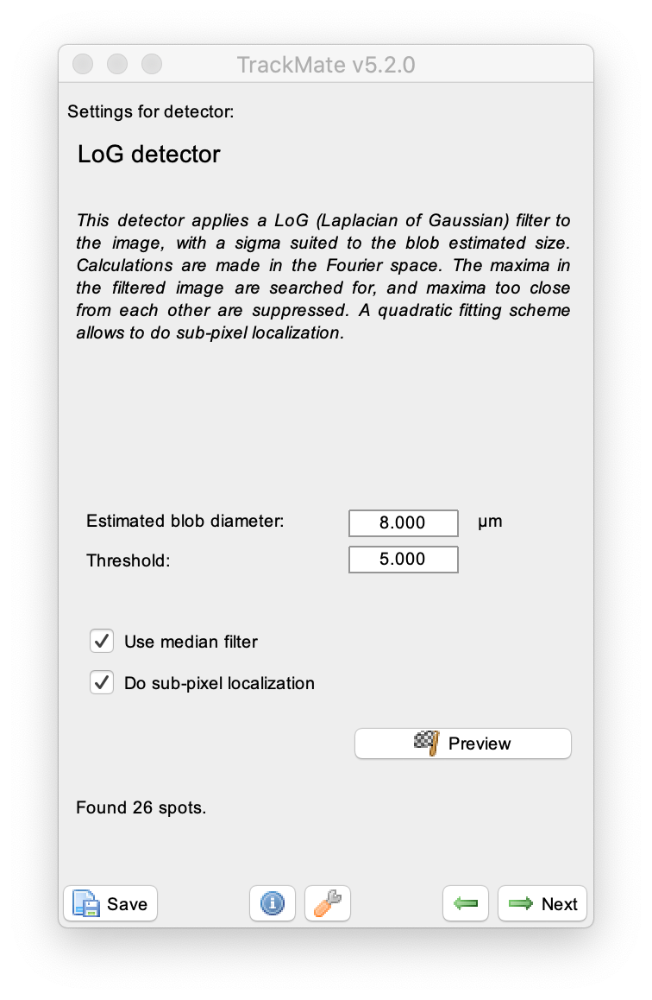 TrackMate v5.2.0
Settings for detector:
LoG detector
This detector applies a LoG (Laplacian of Gaussian) filter to
the image, with a sigma suited to the blob estimated size.
Calculations are made in the Fourier space. The maxima in
the filtered image are searched for, and maxima too close
from each other are suppressed. A quadratic fitting scheme
allows to do sub-pixel localization.
Estimated blob diameter: 8.000 µm
Threshold: 5.000
Use median filter
Do sub-pixel localization
Preview
Found 26 spots.
Save Next